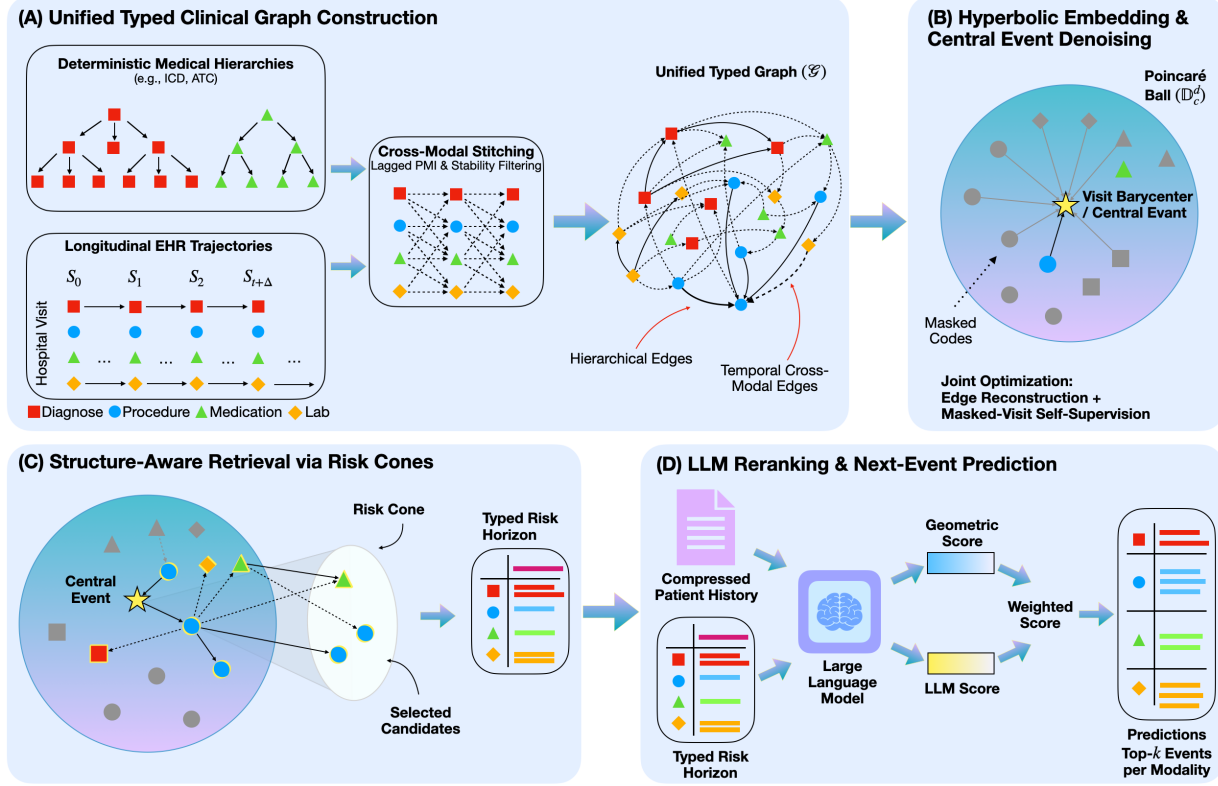 (A) Unified Typed Clinical Graph Construction
Deterministic Medical Hierarchies
(e.g., ICD, ATC)
Longitudinal EHR Trajectories
S_0 S_1 S_2 S_{t+Δ}
Hospital Visit
... ... ... ...
Diagnose Procedure Medication Lab
Cross-Modal Stitching
Lagged PMI & Stability Filtering
Unified Typed Graph (𝒢)
Hierarchical Edges
Temporal Cross-
Modal Edges
(B) Hyperbolic Embedding &
Central Event Denoising
Poincaré
Ball (𝔻_c^d)
Visit Barycenter
/ Central Evant
Masked
Codes
Joint Optimization:
Edge Reconstruction +
Masked-Visit Self-Supervision
(C) Structure-Aware Retrieval via Risk Cones
Central
Event
Risk Cone
Selected
Candidates
Typed Risk
Horizon
(D) LLM Reranking & Next-Event Prediction
Compressed
Patient History
Typed Risk
Horizon
Large
Language
Model
Geometric
Score
LLM Score
Weighted
Score
Predictions
Top-k Events
per Modality